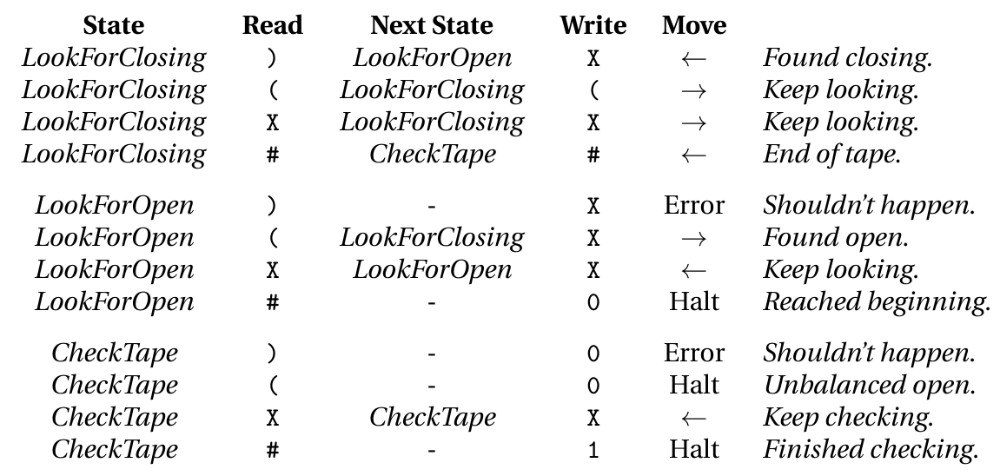 State Read Next State Write Move
LookForClosing ) LookForOpen X ← Found closing.
LookForClosing ( LookForClosing ( → Keep looking.
LookForClosing X LookForClosing X → Keep looking.
LookForClosing # CheckTape # ← End of tape.
LookForOpen ) - X Error Shouldn’t happen.
LookForOpen ( LookForClosing X → Found open.
LookForOpen X LookForOpen X ← Keep looking.
LookForOpen # - 0 Halt Reached beginning.
CheckTape ) - 0 Error Shouldn’t happen.
CheckTape ( - 0 Halt Unbalanced open.
CheckTape X CheckTape X ← Keep checking.
CheckTape # - 1 Halt Finished checking.